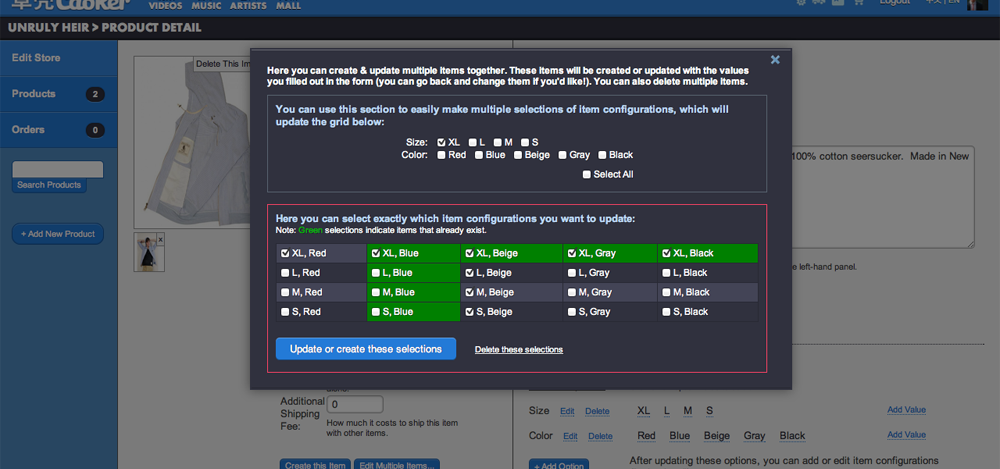 卓克 Cooker
VIDEOS MUSIC ARTISTS MALL
Logout
中文 | EN
UNRULY HEIR > PRODUCT DETAIL
Edit Store
Products 2
Orders 0
Search Products
+ Add New Product
Delete This Im
x
Here you can create & update multiple items together. These items will be created or updated with the values
you filled out in the form (you can go back and change them if you'd like!). You can also delete multiple items.
You can use this section to easily make multiple selections of item configurations, which will
update the grid below:
Size: XL L M S
Color: Red Blue Beige Gray Black
Select All
Here you can select exactly which item configurations you want to update:
Note: Green selections indicate items that already exist.
XL, Red XL, Blue XL, Beige XL, Gray XL, Black
L, Red L, Blue L, Beige L, Gray L, Black
M, Red M, Blue M, Beige M, Gray M, Black
S, Red S, Blue S, Beige S, Gray S, Black
Update or create these selections
Delete these selections
100% cotton seersucker. Made in New
e left-hand panel.
Additional
Shipping
Fee:
0
How much it costs to ship this item
with other items.
Create this Item
Edit Multiple Items...
Size Edit Delete XL L M S Add Value
Color Edit Delete Red Blue Beige Gray Black Add Value
+ Add Option
After updating these options, you can add or edit item configurations